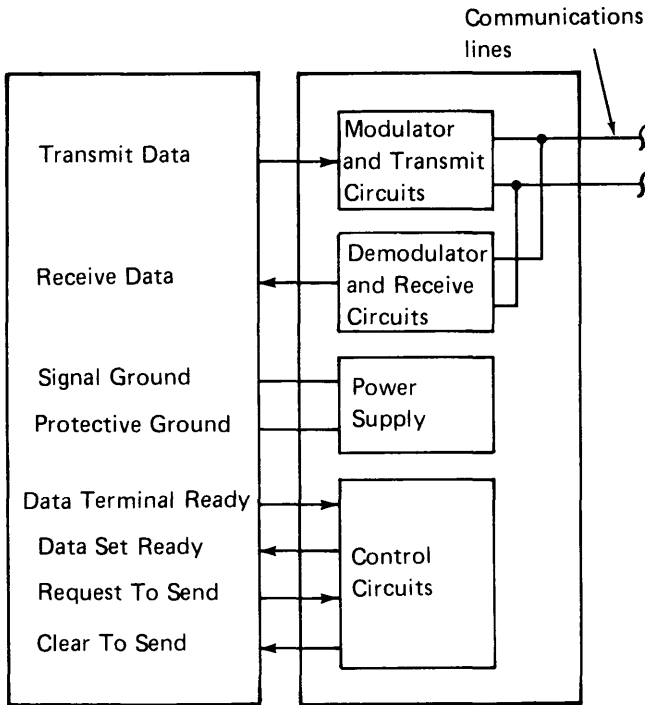 Communications
lines
Transmit Data
Modulator
and Transmit
Circuits
Receive Data
Demodulator
and Receive
Circuits
Signal Ground
Protective Ground
Power
Supply
Data Terminal Ready
Data Set Ready
Request To Send
Clear To Send
Control
Circuits